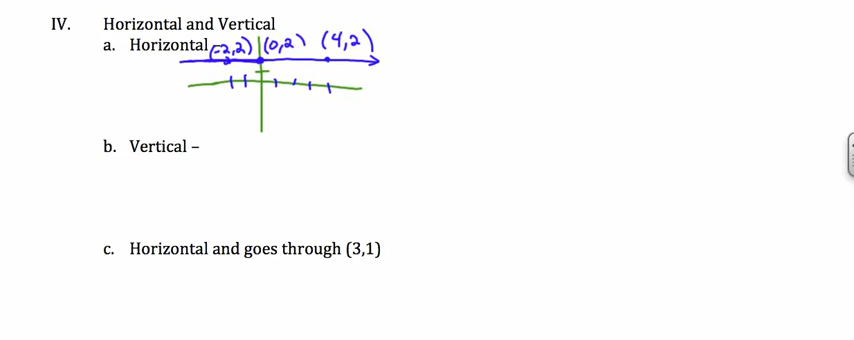 IV. Horizontal and Vertical
a. Horizontal (-2,2) (0,2) (4,2)
b. Vertical –
c. Horizontal and goes through (3,1)